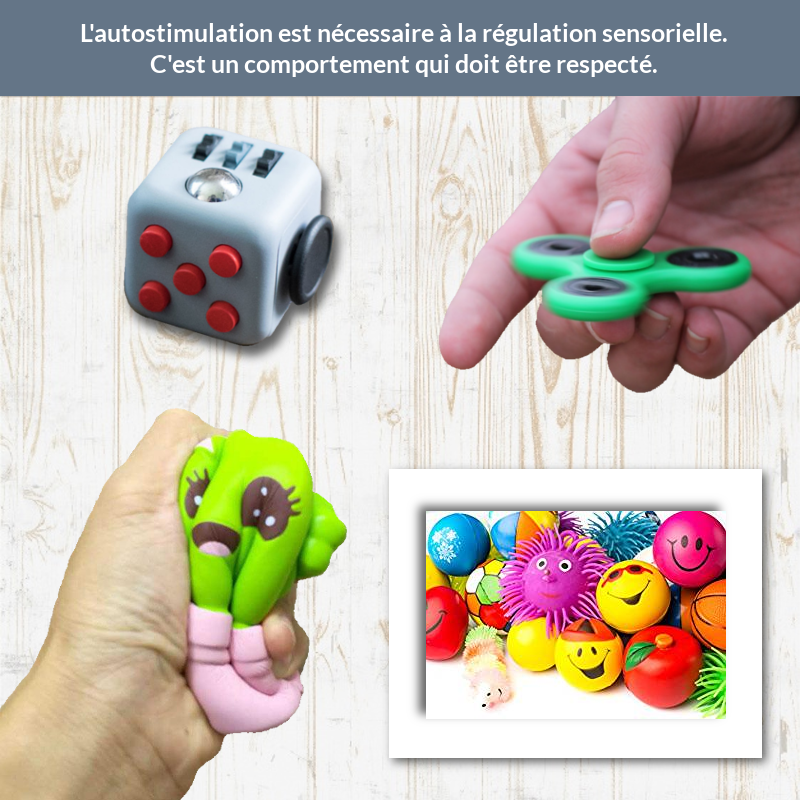 L'autostimulation est nécessaire à la régulation sensorielle.
C'est un comportement qui doit être respecté.